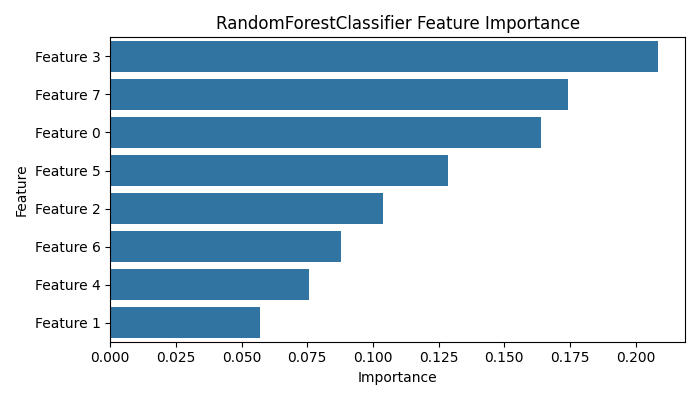 RandomForestClassifier Feature Importance
Feature 3
Feature 7
Feature 0
Feature 5
Feature 2
Feature 6
Feature 4
Feature 1
Feature
0.000 0.025 0.050 0.075 0.100 0.125 0.150 0.175 0.200
Importance